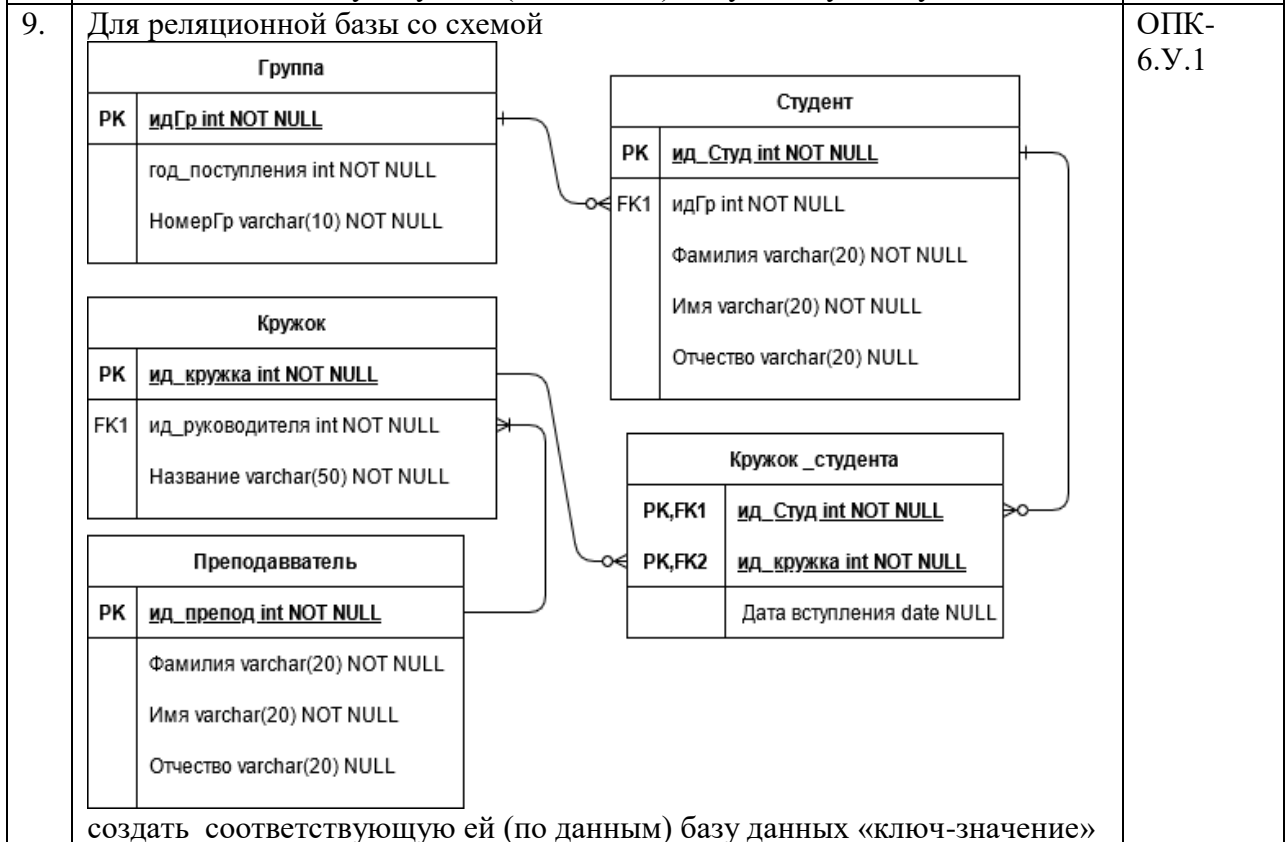 9.
Для реляционной базы со схемой
ОПК-
6.У.1
Группа
PK идГр int NOT NULL
год_поступления int NOT NULL
НомерГр varchar(10) NOT NULL
Студент
PK ид_Студ int NOT NULL
FK1 идГр int NOT NULL
Фамилия varchar(20) NOT NULL
Имя varchar(20) NOT NULL
Отчество varchar(20) NULL
Кружок
PK ид_кружка int NOT NULL
FK1 ид_руководителя int NOT NULL
Название varchar(50) NOT NULL
Кружок _студента
PK,FK1 ид_Студ int NOT NULL
PK,FK2 ид_кружка int NOT NULL
Дата вступления date NULL
Преподавватель
PK ид_препод int NOT NULL
Фамилия varchar(20) NOT NULL
Имя varchar(20) NOT NULL
Отчество varchar(20) NULL
создать соответствующую ей (по данным) базу данных «ключ-значение»